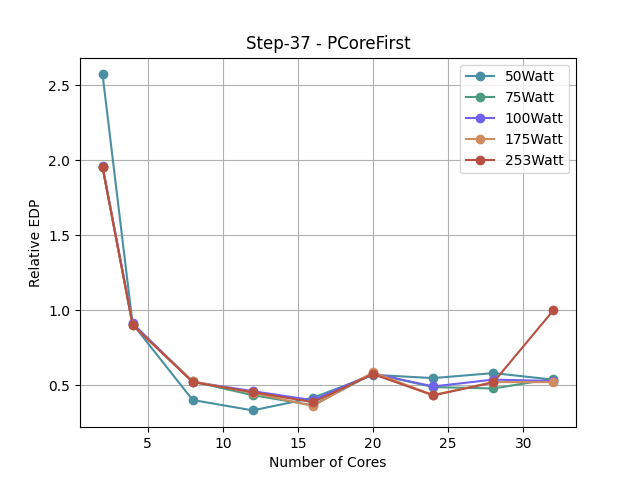 Step-37 - PCoreFirst
50Watt
75Watt
100Watt
175Watt
253Watt
2.5
2.0
1.5
1.0
0.5
Relative EDP
5 10 15 20 25 30
Number of Cores